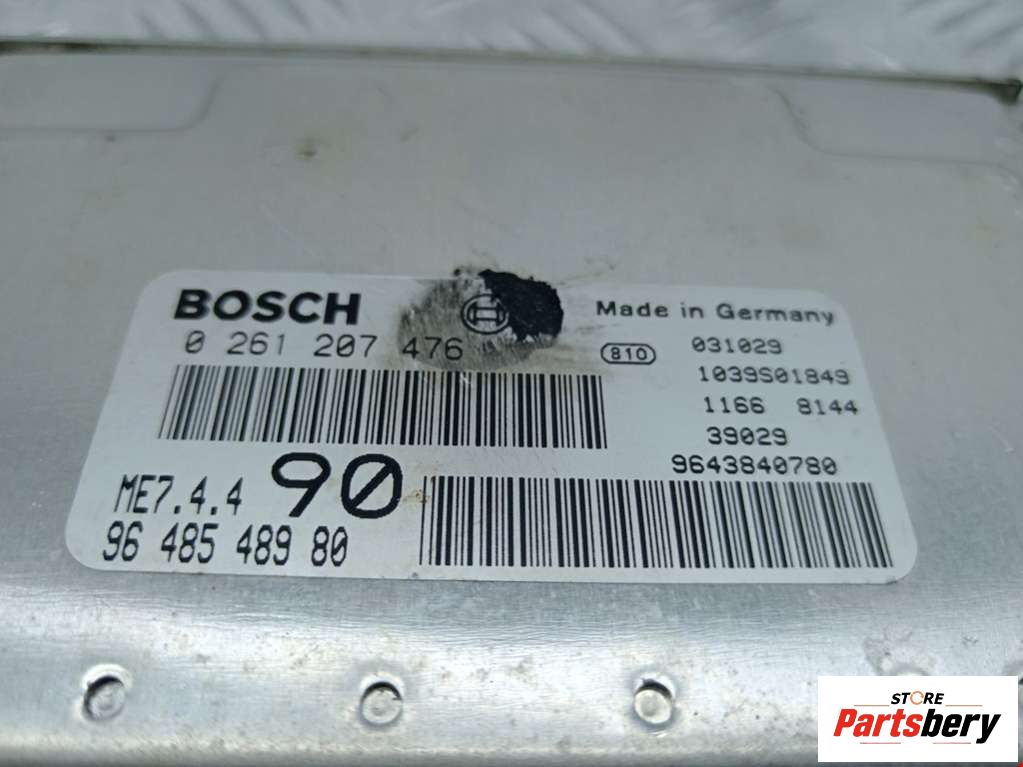 BOSCH
Made in Germany
0 261 207 476
810
031029
1039S01849
1166 8144
39029
9643840780
ME7.4.4 90
96 485 489 80
STORE
Partsbery